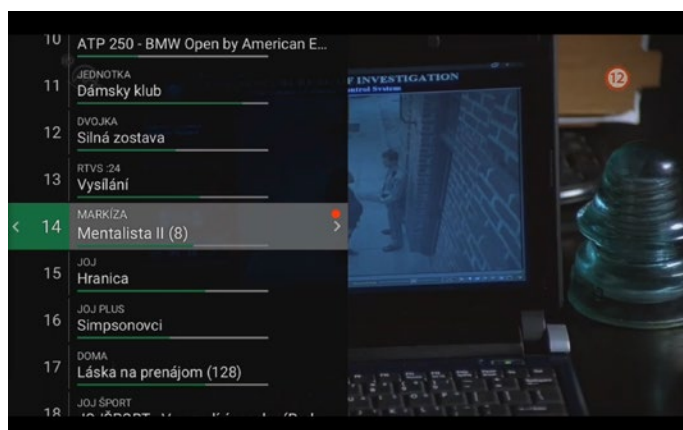 10
ATP 250 - BMW Open by American E...
11
JEDNOTKA
Dámsky klub
12
DVOJKA
Silná zostava
13
RTVS :24
Vysílání
14
MARKÍZA
Mentalista II (8)
15
JOJ
Hranica
16
JOJ PLUS
Simpsonovci
17
DOMA
Láska na prenájom (128)
18
JOJ ŠPORT
F INVESTIGATION
ntrol System
12